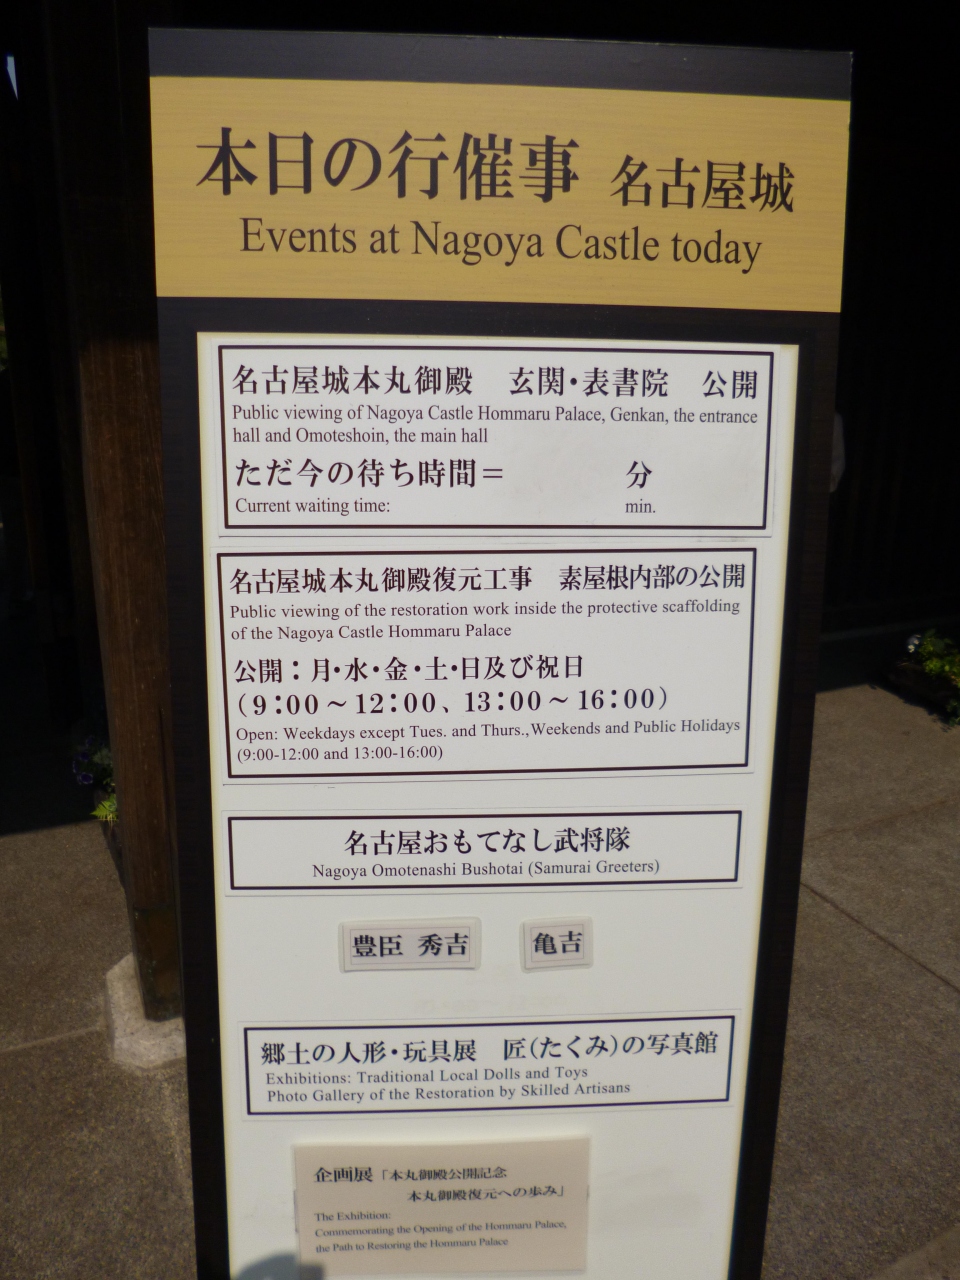 本日の行催事 名古屋城
Events at Nagoya Castle today
名古屋城本丸御殿 玄関・表書院 公開
Public viewing of Nagoya Castle Hommaru Palace, Genkan, the entrance
hall and Omoteshoin, the main hall
ただ今の待ち時間= 分
Current waiting time: min.
名古屋城本丸御殿復元工事 素屋根内部の公開
Public viewing of the restoration work inside the protective scaffolding
of the Nagoya Castle Hommaru Palace
公開：月・水・金・土・日及び祝日
（9：00～12：00、13：00～16：00）
Open: Weekdays except Tues. and Thurs.,Weekends and Public Holidays
(9:00-12:00 and 13:00-16:00)
名古屋おもてなし武将隊
Nagoya Omotenashi Bushotai (Samurai Greeters)
豊臣 秀吉 亀吉
郷土の人形・玩具展 匠（たくみ）の写真館
Exhibitions: Traditional Local Dolls and Toys
Photo Gallery of the Restoration by Skilled Artisans
企画展「本丸御殿公開記念
本丸御殿復元への歩み」
The Exhibition:
Commemorating the Opening of the Hommaru Palace,
the Path to Restoring the Hommaru Palace